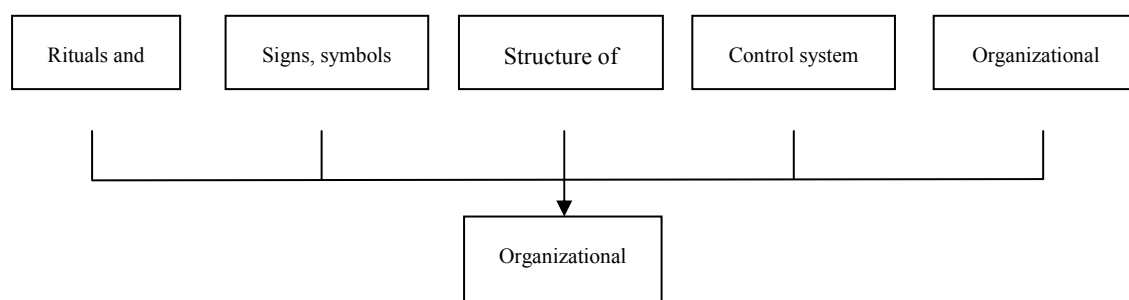 Rituals and
Signs, symbols
Structure of
Control system
Organizational
Organizational